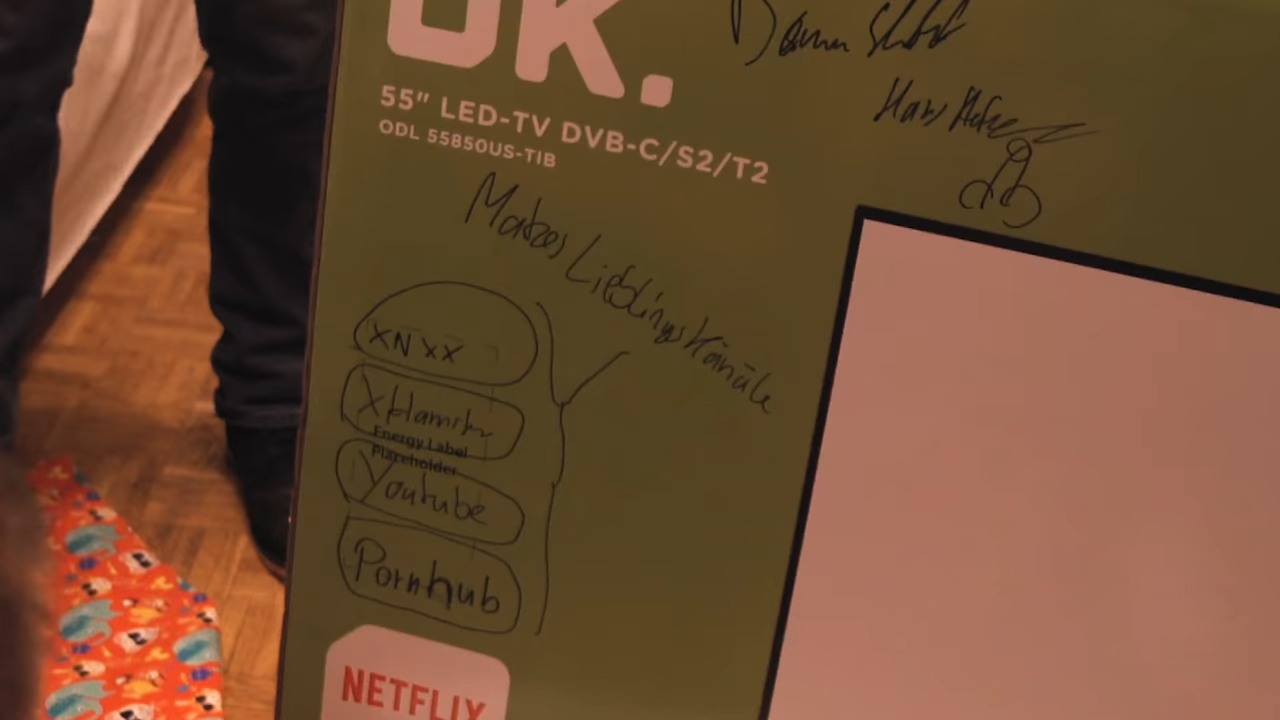 OK.
55" LED-TV DVB-C/S2/T2
ODL 55850US-TIB
Matzes Lieblingskanäle
XNXX
XHamster
Energy Label
Placeholder
Youtube
Pornhub
NETFLIX